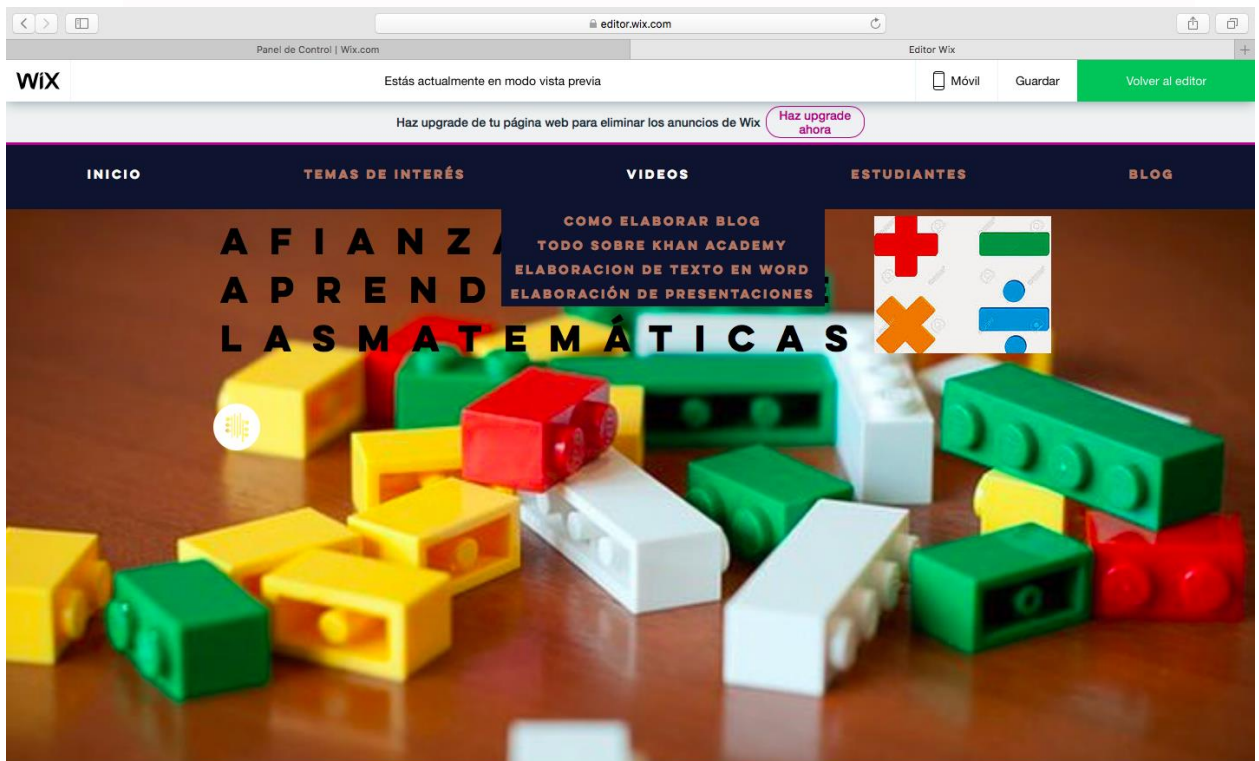 editor.wix.com
Panel de Control | Wix.com
Editor Wix
WiX
Estás actualmente en modo vista previa
Móvil
Guardar
Volver al editor
Haz upgrade de tu página web para eliminar los anuncios de Wix
Haz upgrade
ahora
INICIO
TEMAS DE INTERÉS
VIDEOS
ESTUDIANTES
BLOG
COMO ELABORAR BLOG
TODO SOBRE KHAN ACADEMY
ELABORACION DE TEXTO EN WORD
ELABORACIÓN DE PRESENTACIONES
AFIANZ
APREND
LASMATEMÁTICAS